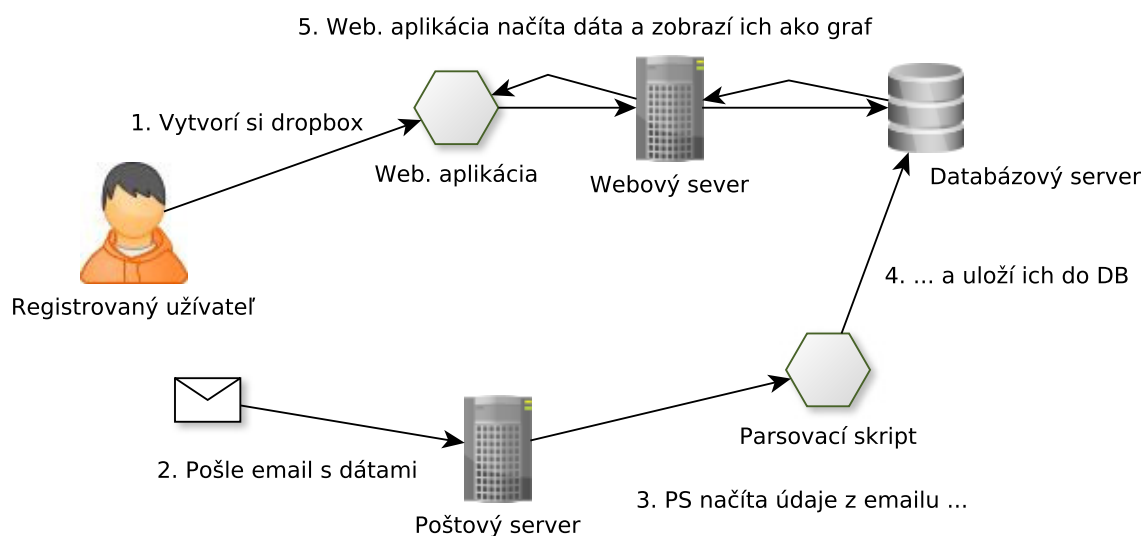 5. Web. aplikácia načíta dáta a zobrazí ich ako graf
1. Vytvorí si dropbox
Web. aplikácia
Webový sever
Databázový server
Registrovaný užívateľ
4. ... a uloží ich do DB
2. Pošle email s dátami
Parsovací skript
3. PS načíta údaje z emailu ...
Poštový server